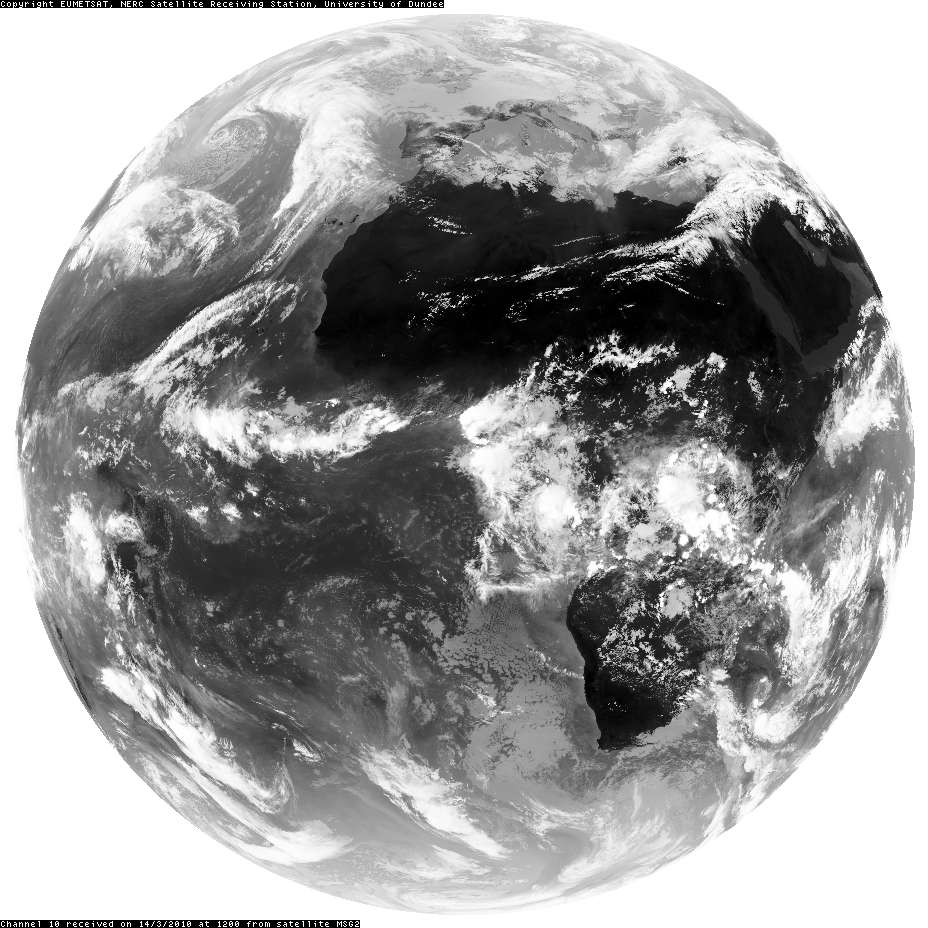 Copyright EUMETSAT, NERC Satellite Receiving Station, University of Dundee
Channel 10 received on 14/3/2010 at 1200 from satellite MSG2